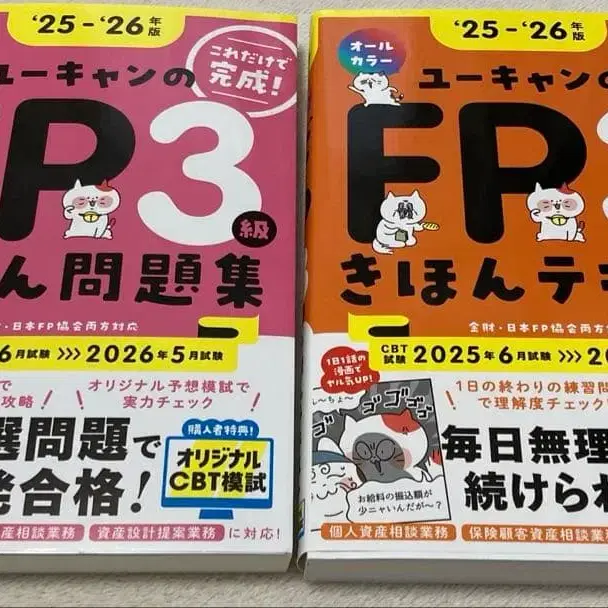 '25-'26年版
ユーキャンの
これだけで
完成!
P3
級
ん問題集
・日本FP協会両方対応
6月試験 >>> 2026年5月試験
で
攻略!
オリジナル予想模試で
実力チェック
選問題で
発合格!
購入者特典!
オリジナル
CBT模試
産相談業務
資産設計提案業務
に対応!
'25-'26年版
オール
カラー
ユーキャンの
FP
きほんテキ
金財・日本FP協会両方
CBT
試験
2025年6月試験 >>> 20
1日1話の
漫画で
ヤル気UP!
ん~ちょ~
ゴゴゴゴ
お給料の振込額が
少ニャいんだが~?
1日の終わりの練習問
で理解度チェック
毎日無理
続けられ
個人資産相談業務
保険顧客資産相談業務